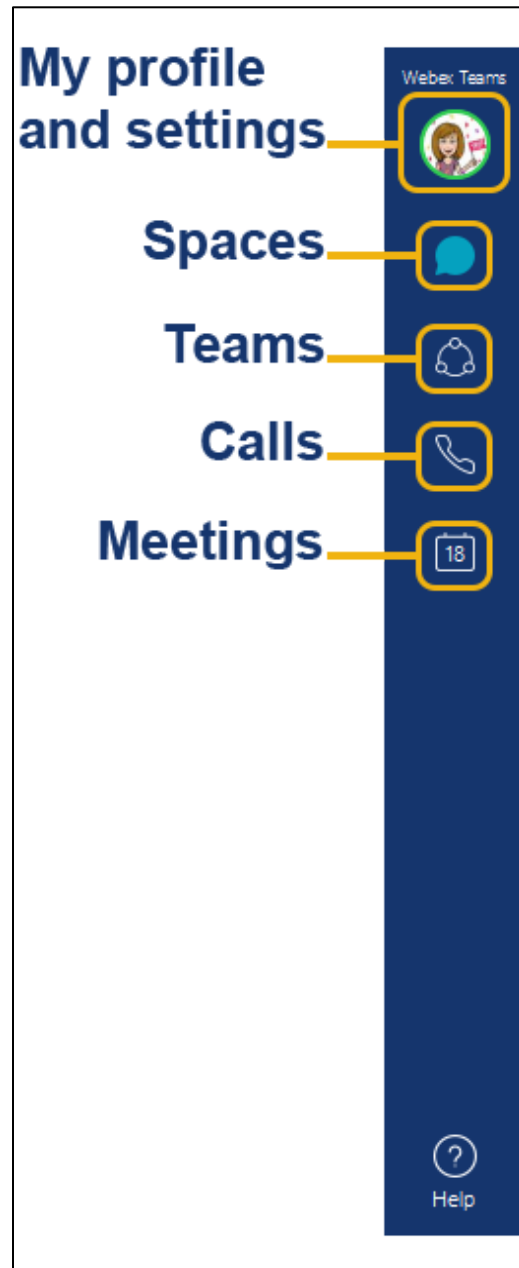 My profile
and settings
Webex Teams
Spaces
Teams
Calls
Meetings
18
?
Help